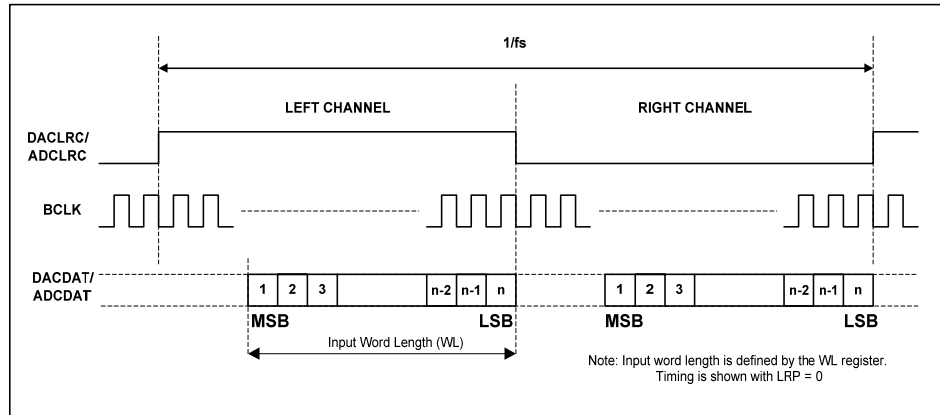 1/fs
LEFT CHANNEL
RIGHT CHANNEL
DACLRC/
ADCLRC
BCLK
DACDAT/
ADCDAT
1 2 3 n-2 n-1 n
1 2 3 n-2 n-1 n
MSB LSB MSB LSB
Input Word Length (WL)
Note: Input word length is defined by the WL register.
Timing is shown with LRP = 0